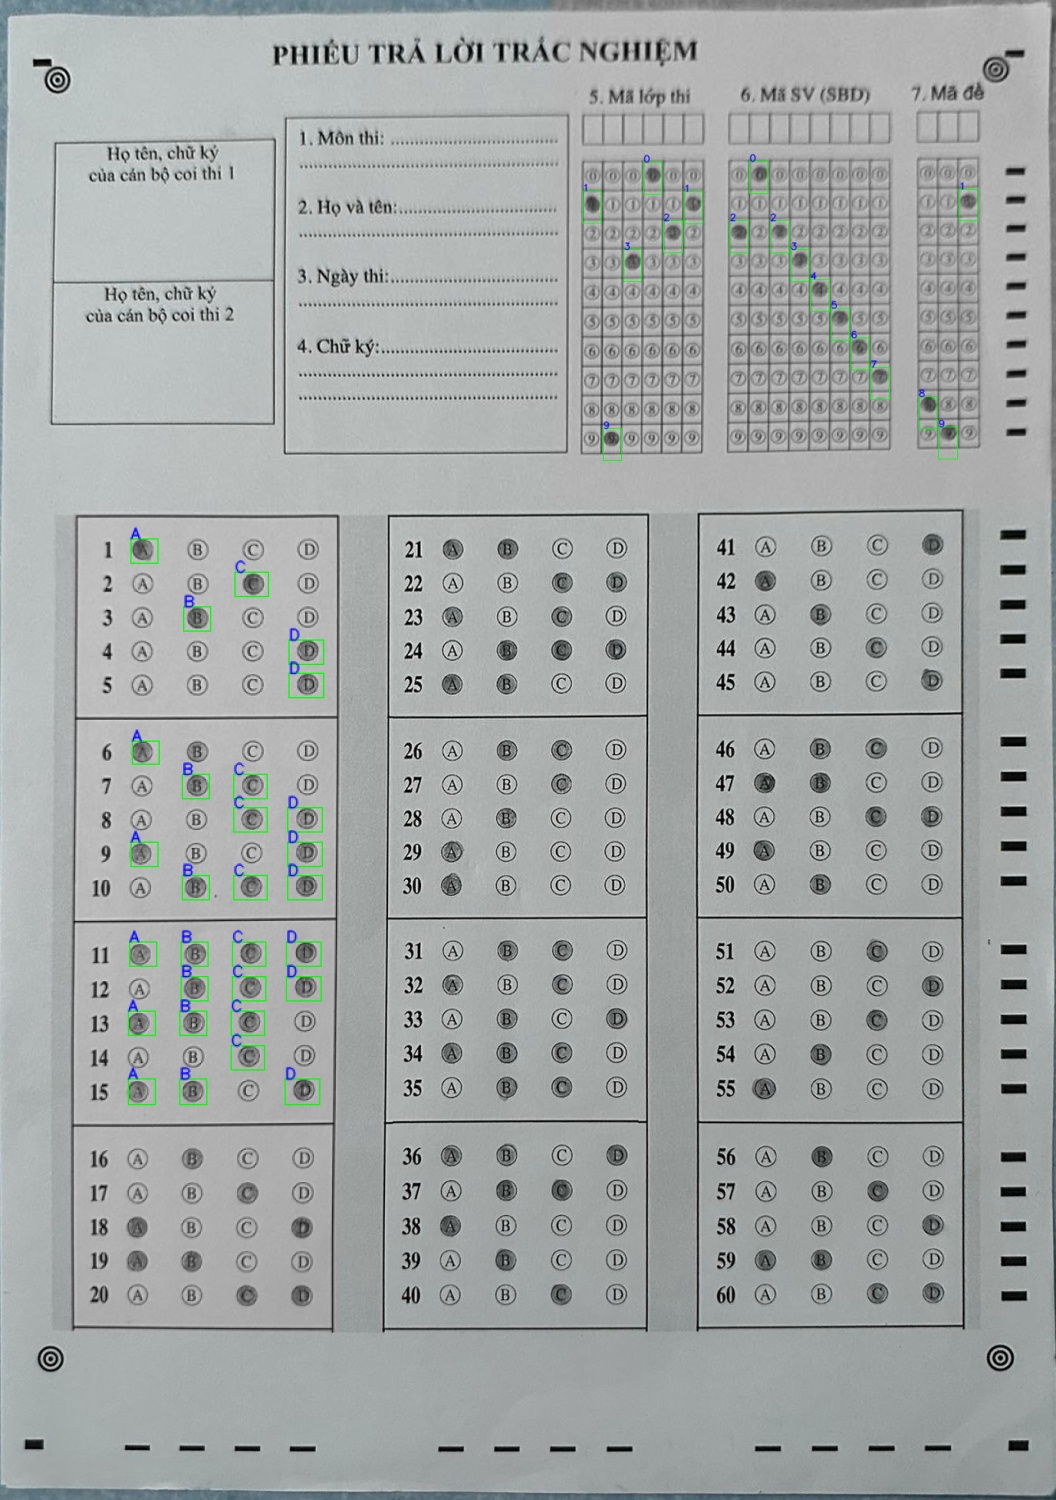 PHIẾU TRẢ LỜI TRẮC NGHIỆM
5. Mã lớp thi 6. Mã SV (SBD) 7. Mã đề
Họ tên, chữ ký
của cán bộ coi thi 1
Họ tên, chữ ký
của cán bộ coi thi 2
1. Môn thi:
2. Họ và tên:
3. Ngày thi:
4. Chữ ký:
1 A B C D
2 A B C D
3 A B C D
4 A B C D
5 A B C D
6 A B C D
7 A B C D
8 A B C D
9 A B C D
10 A B C D
11 A B C D
12 A B C D
13 A B C D
14 A B C D
15 A B C D
16 A B C D
17 A B C D
18 A B C D
19 A B C D
20 A B C D
21 A B C D
22 A B C D
23 A B C D
24 A B C D
25 A B C D
26 A B C D
27 A B C D
28 A B C D
29 A B C D
30 A B C D
31 A B C D
32 A B C D
33 A B C D
34 A B C D
35 A B C D
36 A B C D
37 A B C D
38 A B C D
39 A B C D
40 A B C D
41 A B C D
42 A B C D
43 A B C D
44 A B C D
45 A B C D
46 A B C D
47 A B C D
48 A B C D
49 A B C D
50 A B C D
51 A B C D
52 A B C D
53 A B C D
54 A B C D
55 A B C D
56 A B C D
57 A B C D
58 A B C D
59 A B C D
60 A B C D